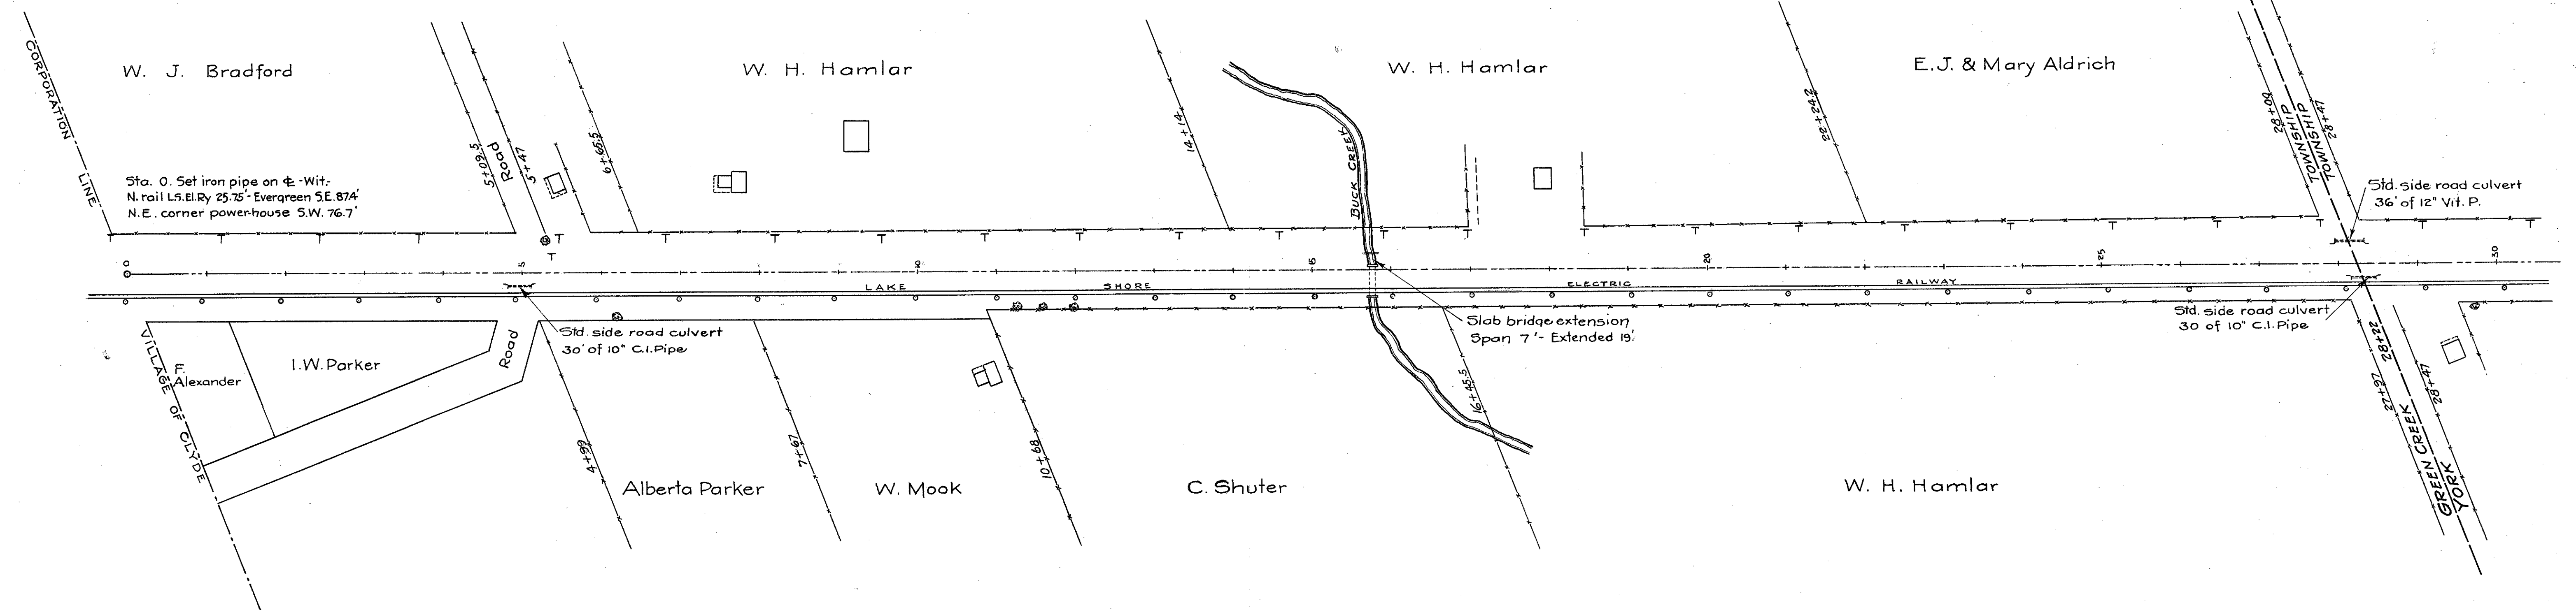 CORPORATION LINE
W. J. Bradford
Sta. O. Set iron pipe on ℄ - Wit.-
N. rail L.S.El.Ry 25.75'- Evergreen S.E. 87.4'
N.E. corner power-house S.W. 76.7'
5+09.5
Road
5+47
6+65.5
W. H. Hamlar
14+14
BUCK CREEK
W. H. Hamlar
22+24.2
E.J. & Mary Aldrich
28+09
TOWNSHIP
TOWNSHIP
28+47
Std. side road culvert
36' of 12" Vit. P.
T T T T T T T T T T T T T T T T T T T T T T T
0 5 10 15 20 25 30
LAKE SHORE ELECTRIC RAILWAY
VILLAGE OF CLYDE
F.
Alexander
I.W. Parker
Road
Std. side road culvert
30' of 10" C.I. Pipe
4+99
Alberta Parker
7+67
W. Mook
10+68
C. Shuter
Slab bridge extension
Span 7'- Extended 19'.
16+45.5
W. H. Hamlar
Std. side road culvert
30 of 10" C.I. Pipe
27+97
28+22
28+47
GREEN CREEK
YORK